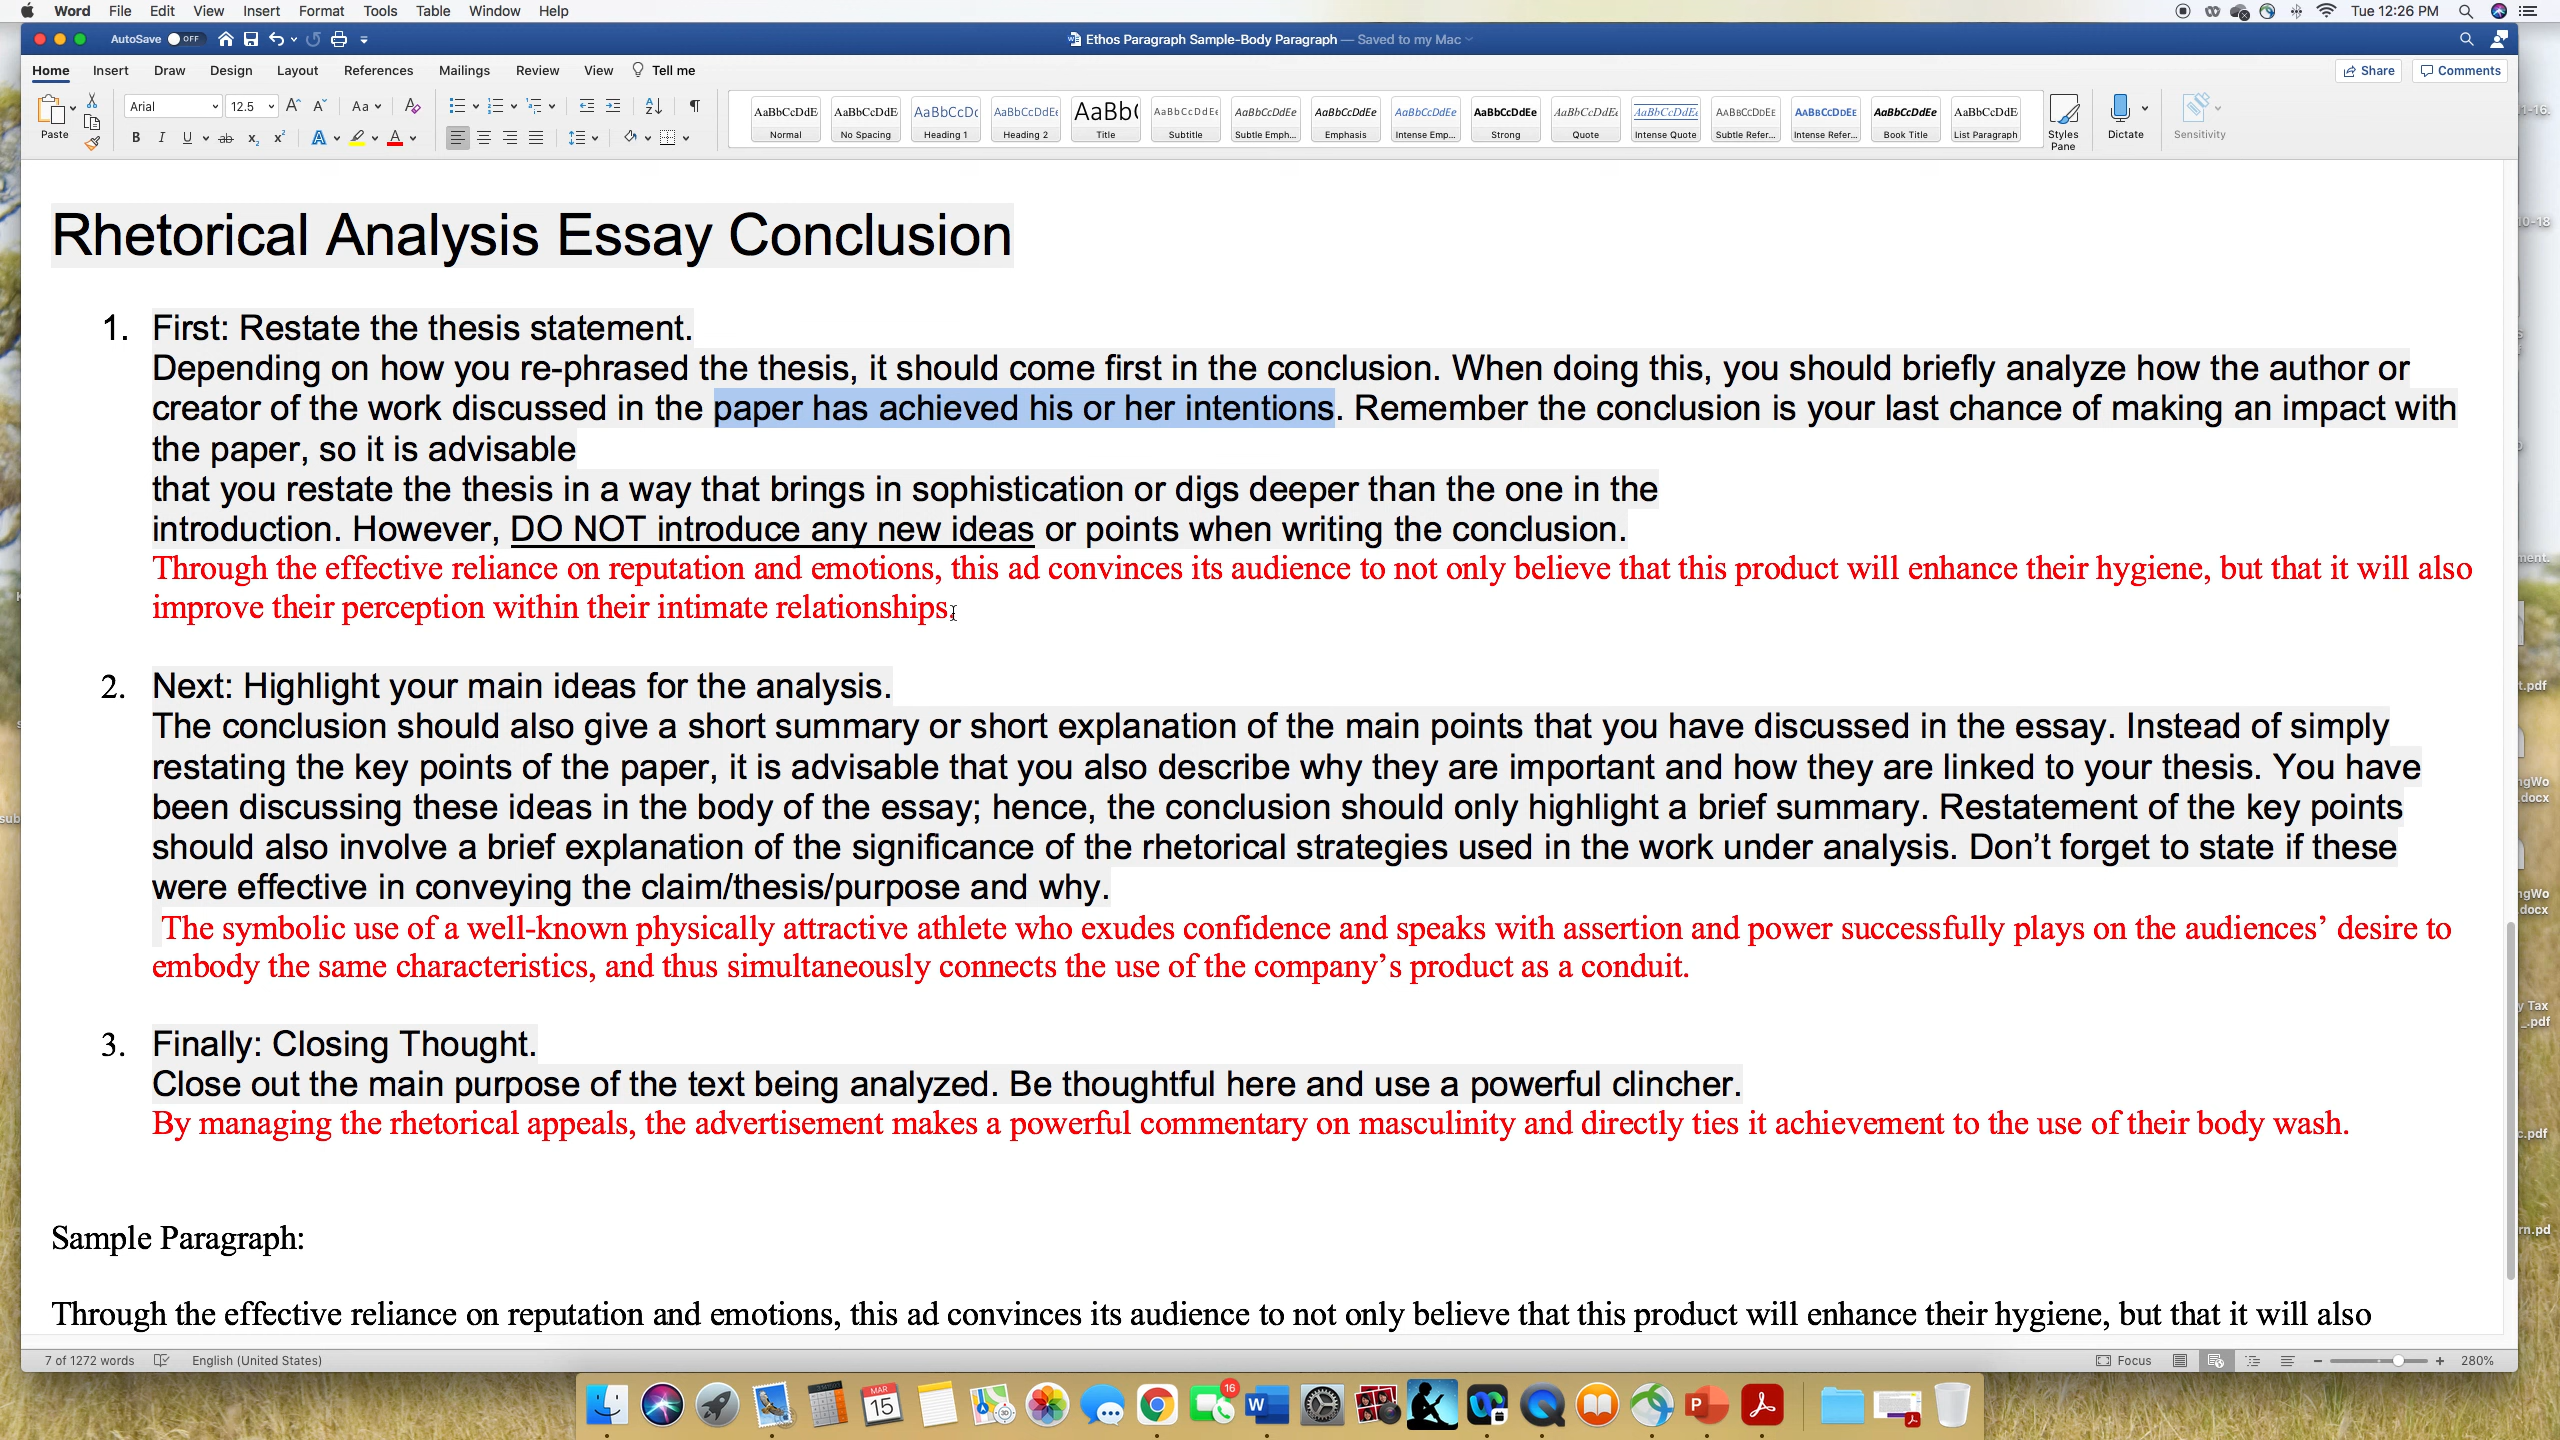 Word File Edit View Insert Format Tools Table Window Help Tue 12:26 PM
AutoSave OFF Ethos Paragraph Sample-Body Paragraph — Saved to my Mac
Home Insert Draw Design Layout References Mailings Review View Tell me Share Comments
Paste Arial 12.5 Aa
AaBbCcDdE AaBbCcDdE AaBbCcDc AaBbCcDdE AaBb( AaBbCcDdE AaBbCcDdEe AaBbCcDdEe AaBbCcDdEe AaBbCcDdEe AaBbCcDdE AaBbCcDdE AaBbCcDdEe AaBbCcDdEe AaBbCcDdEe AaBbCcDdE
Normal No Spacing Heading 1 Heading 2 Title Subtitle Subtle Emph... Emphasis Intense Emp... Strong Quote Intense Quote Subtle Refer... Intense Refer... Book Title List Paragraph Styles Pane Dictate Sensitivity
Rhetorical Analysis Essay Conclusion
1. First: Restate the thesis statement.
Depending on how you re-phrased the thesis, it should come first in the conclusion. When doing this, you should briefly analyze how the author or
creator of the work discussed in the paper has achieved his or her intentions. Remember the conclusion is your last chance of making an impact with
the paper, so it is advisable
that you restate the thesis in a way that brings in sophistication or digs deeper than the one in the
introduction. However, DO NOT introduce any new ideas or points when writing the conclusion.
Through the effective reliance on reputation and emotions, this ad convinces its audience to not only believe that this product will enhance their hygiene, but that it will also
improve their perception within their intimate relationships.
2. Next: Highlight your main ideas for the analysis.
The conclusion should also give a short summary or short explanation of the main points that you have discussed in the essay. Instead of simply
restating the key points of the paper, it is advisable that you also describe why they are important and how they are linked to your thesis. You have
been discussing these ideas in the body of the essay; hence, the conclusion should only highlight a brief summary. Restatement of the key points
should also involve a brief explanation of the significance of the rhetorical strategies used in the work under analysis. Don’t forget to state if these
were effective in conveying the claim/thesis/purpose and why.
The symbolic use of a well-known physically attractive athlete who exudes confidence and speaks with assertion and power successfully plays on the audiences’ desire to
embody the same characteristics, and thus simultaneously connects the use of the company’s product as a conduit.
3. Finally: Closing Thought.
Close out the main purpose of the text being analyzed. Be thoughtful here and use a powerful clincher.
By managing the rhetorical appeals, the advertisement makes a powerful commentary on masculinity and directly ties it achievement to the use of their body wash.
Sample Paragraph:
Through the effective reliance on reputation and emotions, this ad convinces its audience to not only believe that this product will enhance their hygiene, but that it will also
7 of 1272 words English (United States) Focus 280%
MAR
15
16